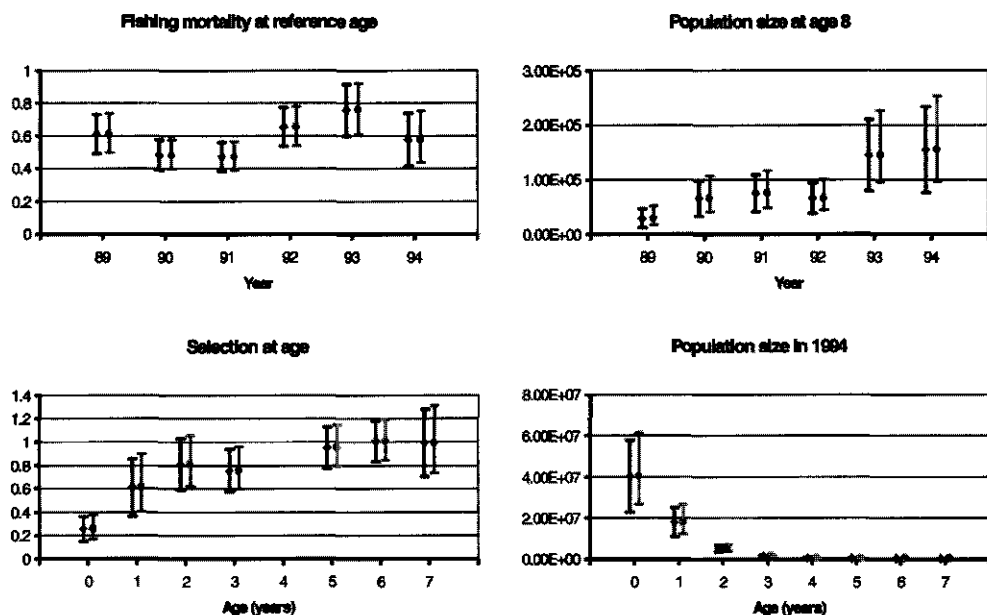 Fishing mortality at reference age
1
0.8
0.6
0.4
0.2
0
89 90 91 92 93 94
Year
Population size at age 8
3.00E+05
2.00E+05
1.00E+05
0.00E+00
89 90 91 92 93 94
Year
Selection at age
1.4
1.2
1
0.8
0.6
0.4
0.2
0
0 1 2 3 4 5 6 7
Age (years)
Population size in 1994
8.00E+07
6.00E+07
4.00E+07
2.00E+07
0.00E+00
0 1 2 3 4 5 6 7
Age (years)